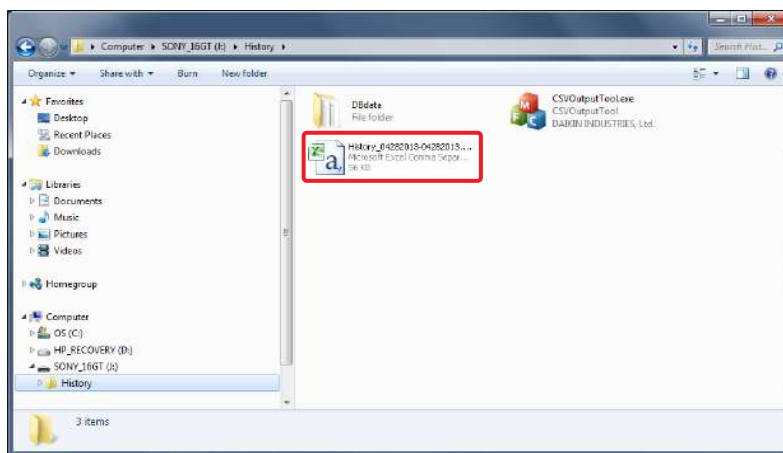 Computer ▸ SONY_16GT (I:) ▸ History ▸
Organize
Share with
Burn
New folder
Favorites
Desktop
Recent Places
Downloads
Libraries
Documents
Music
Pictures
Videos
Homegroup
Computer
OS (C:)
HP_RECOVERY (D:)
SONY_16GT (I:)
History
DBdata
File folder
CSVOutputTool.exe
CSVOutputTool
DAIKIN INDUSTRIES, Ltd.
History_04282013-04282013....
Microsoft Excel Comma Separ...
56 KB
3 items